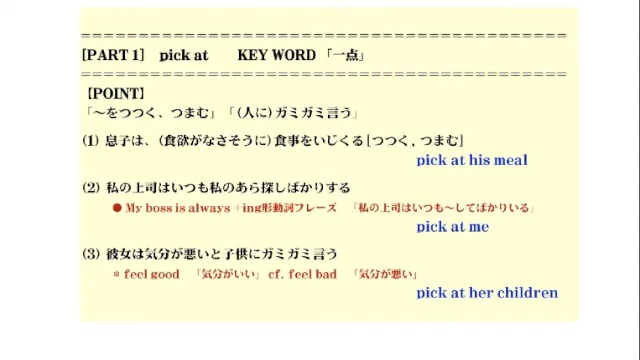 ==========================================
[PART 1] pick at KEY WORD 「一点」
==========================================
【POINT】
「〜をつつく、つまむ」「(人に)ガミガミ言う」
(1) 息子は、(食欲がなさそうに)食事をいじくる[つつく, つまむ]
pick at his meal
(2) 私の上司はいつも私のあら探しばかりする
● My boss is always +ing形動詞フレーズ 「私の上司はいつも〜してばかりいる」
pick at me
(3) 彼女は気分が悪いと子供にガミガミ言う
* feel good 「気分がいい」 cf. feel bad 「気分が悪い」
pick at her children